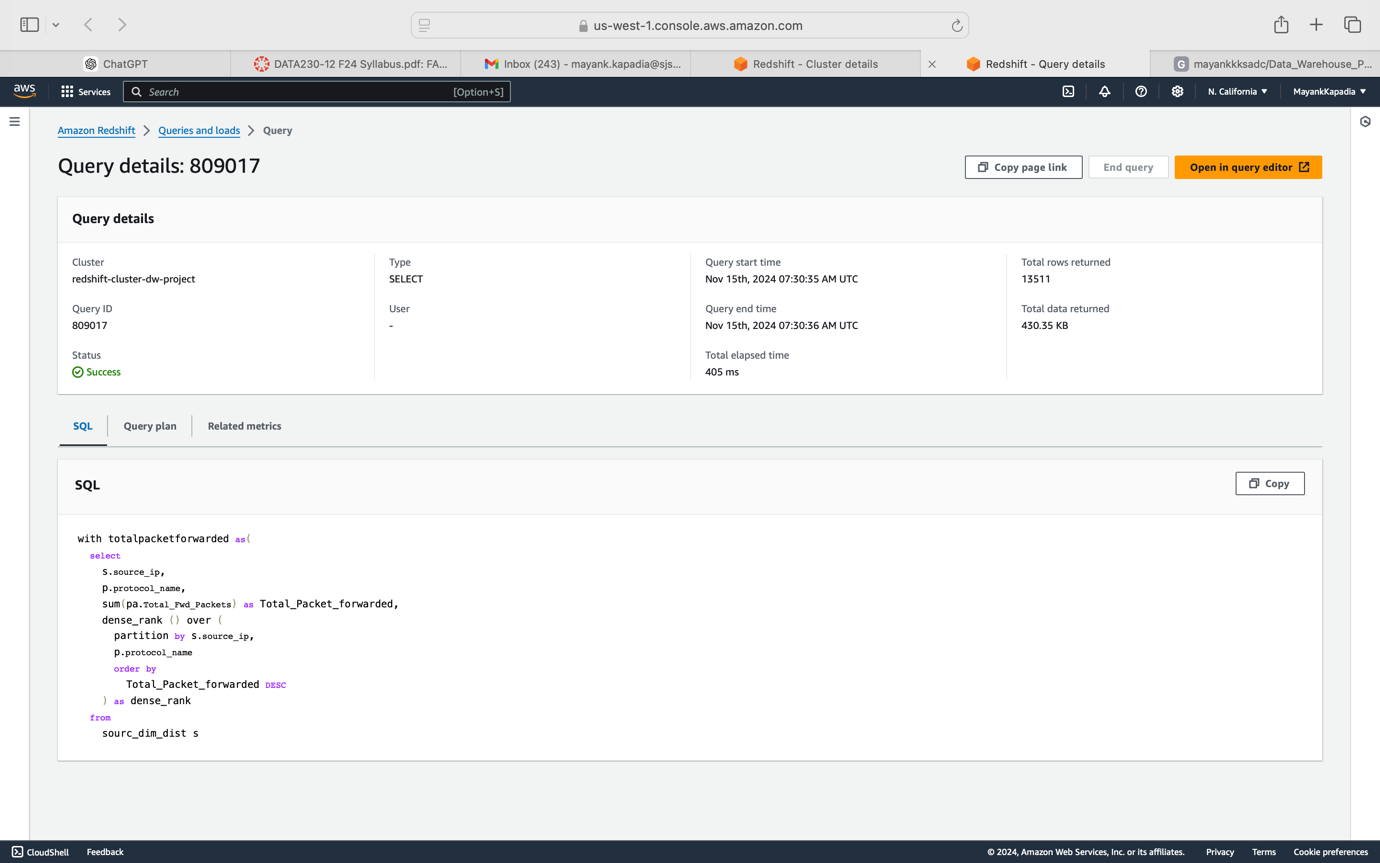 us-west-1.console.aws.amazon.com
ChatGPT
DATA230-12 F24 Syllabus.pdf: FA...
Inbox (243) - mayank.kapadia@sjs...
Redshift - Cluster details
Redshift - Query details
G mayankkksadc/Data_Warehouse_P...
aws
Services
Search
[Option+S]
N. California
MayankKapadia
Amazon Redshift
Queries and loads
Query
Query details: 809017
Copy page link
End query
Open in query editor
Query details
Cluster
redshift-cluster-dw-project
Query ID
809017
Status
Success
Type
SELECT
User
-
Query start time
Nov 15th, 2024 07:30:35 AM UTC
Query end time
Nov 15th, 2024 07:30:36 AM UTC
Total elapsed time
405 ms
Total rows returned
13511
Total data returned
430.35 KB
SQL
Query plan
Related metrics
SQL
Copy
with totalpacketforwarded as(
select
s.source_ip,
p.protocol_name,
sum(pa.Total_Fwd_Packets) as Total_Packet_forwarded,
dense_rank () over (
partition by s.source_ip,
p.protocol_name
order by
Total_Packet_forwarded DESC
) as dense_rank
from
sourc_dim_dist s
CloudShell
Feedback
© 2024, Amazon Web Services, Inc. or its affiliates.
Privacy
Terms
Cookie preferences